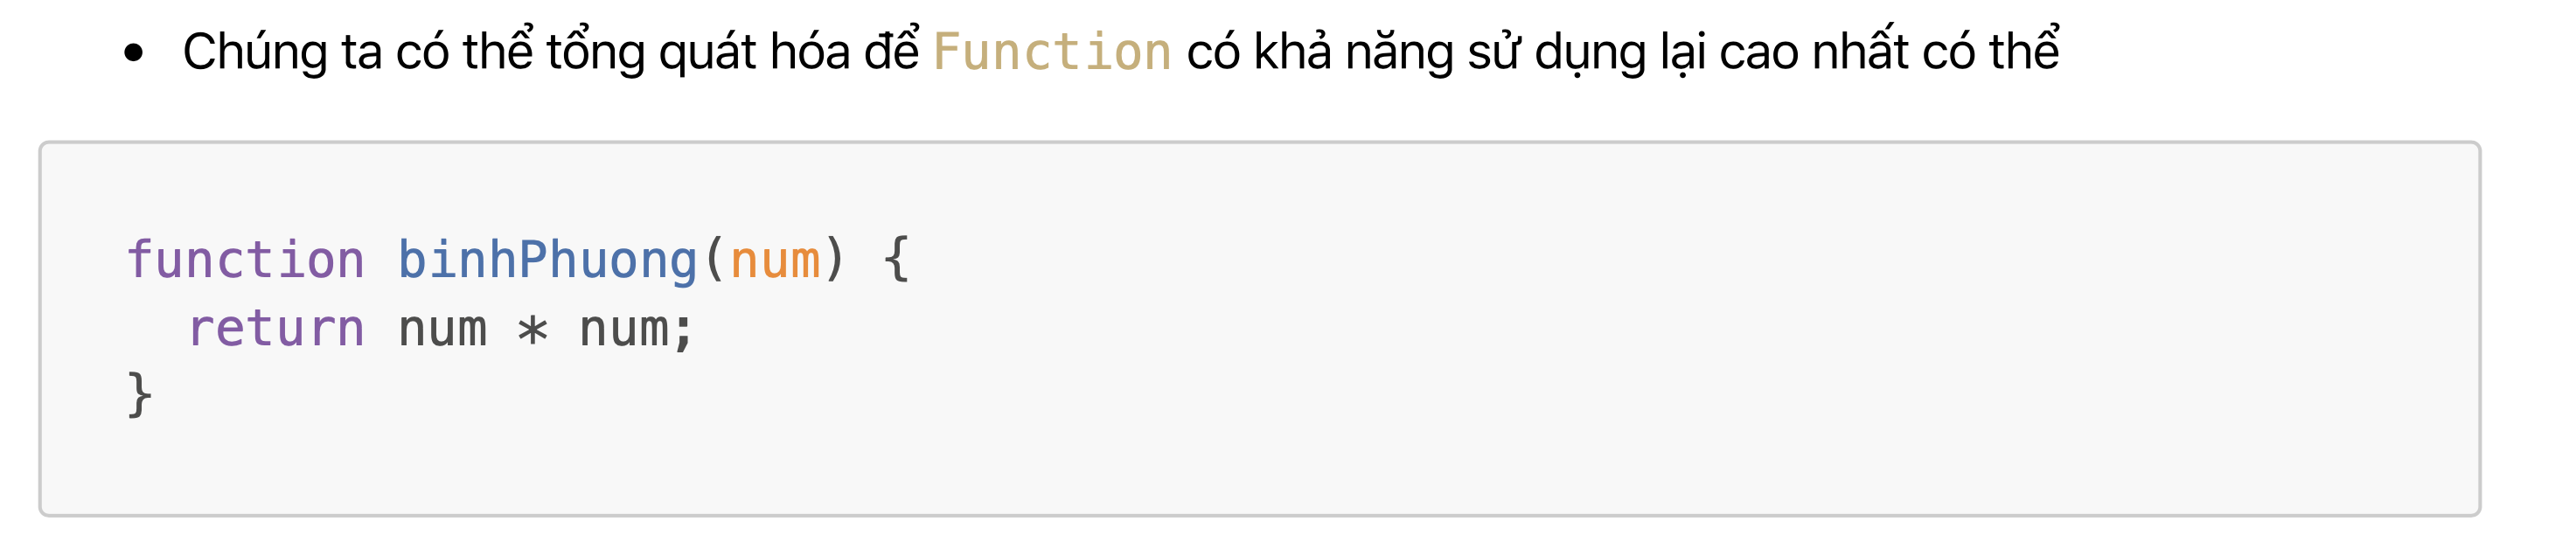 • Chúng ta có thể tổng quát hóa để Function có khả năng sử dụng lại cao nhất có thể
function binhPhuong(num) {
  return num * num;
}